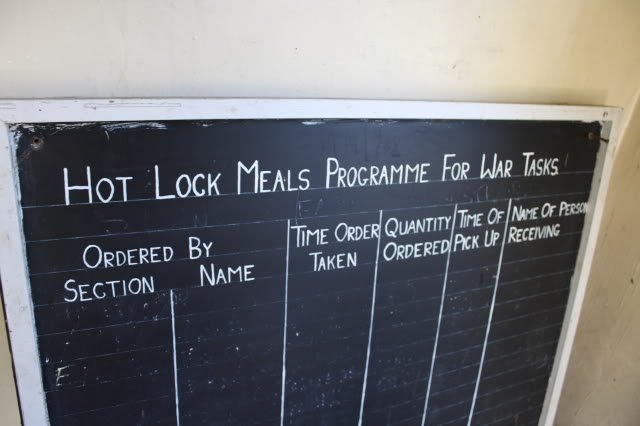 HOT LOCK MEALS PROGRAMME FOR WAR TASKS.
ORDERED BY
SECTION NAME
TIME ORDER
TAKEN
QUANTITY
ORDERED
TIME OF
PICK UP
NAME OF PERSON
RECEIVING